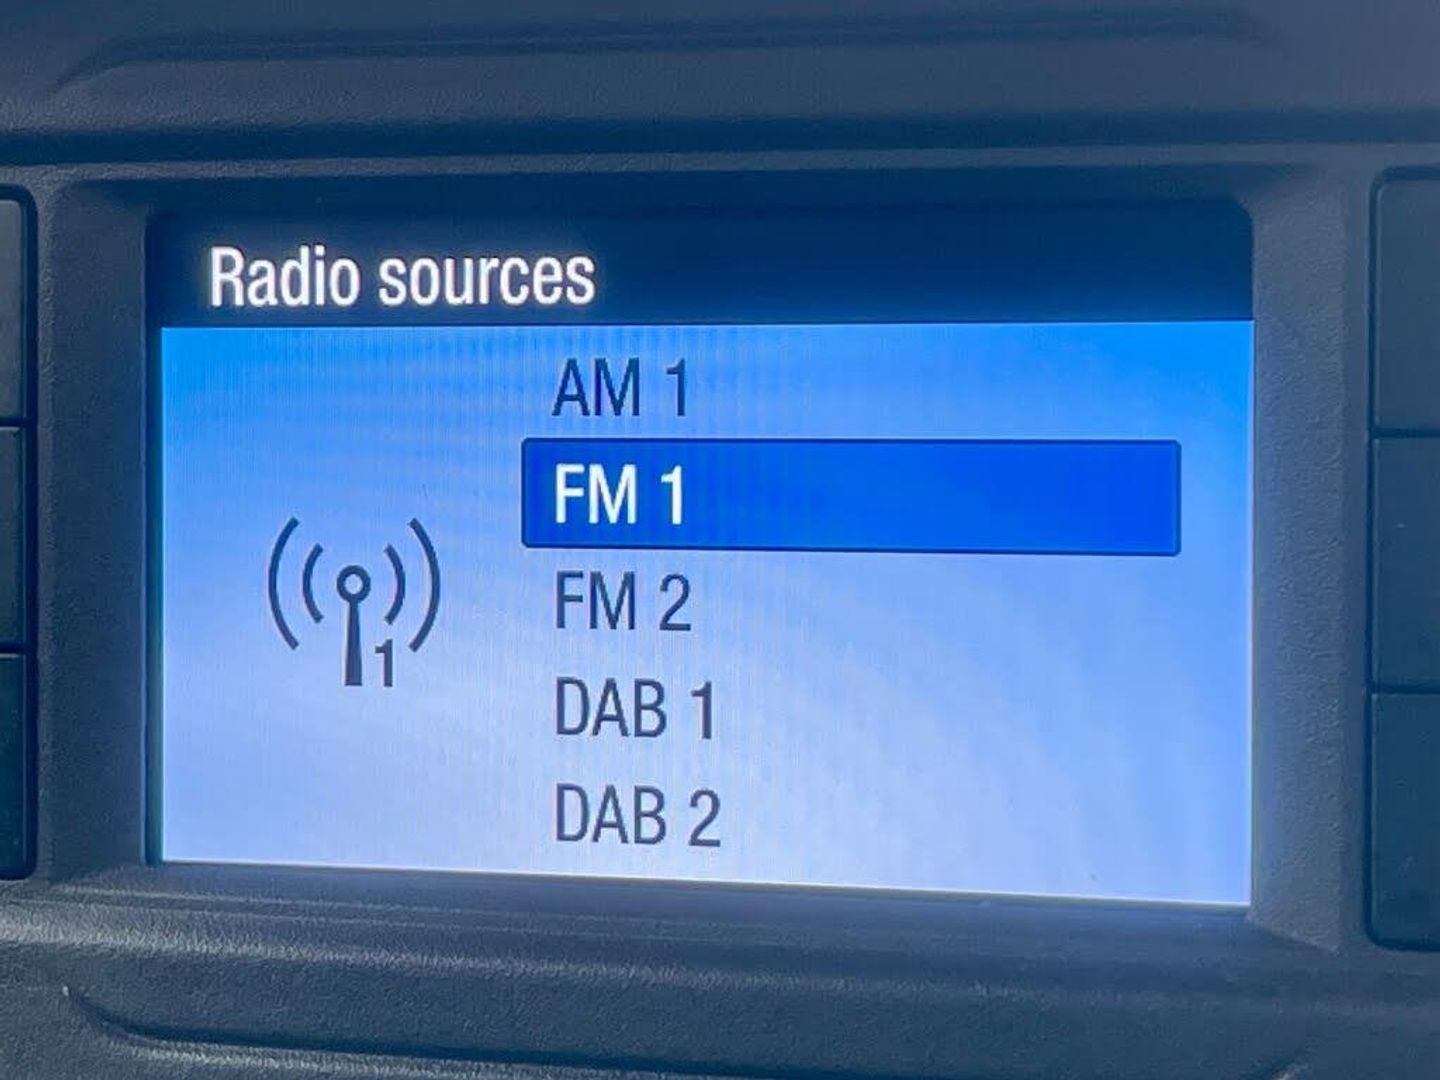 Radio sources
AM 1
FM 1
FM 2
DAB 1
DAB 2
1